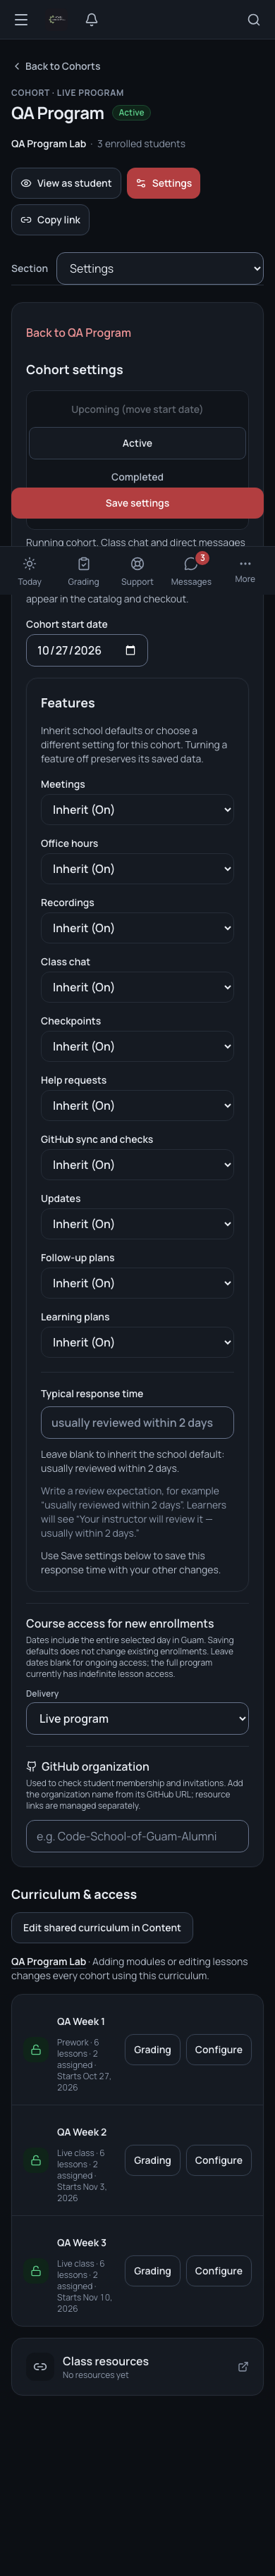 Back to Cohorts
COHORT · LIVE PROGRAM
QA Program Active
QA Program Lab · 3 enrolled students
View as student Settings
Copy link
Section Settings
Back to QA Program
Cohort settings
Upcoming (move start date)
Active
Completed
Save settings
Running cohort. Class chat and direct messages
3
Today Grading Support Messages More
appear in the catalog and checkout.
Cohort start date
10/27/2026
Features
Inherit school defaults or choose a
different setting for this cohort. Turning a
feature off preserves its saved data.
Meetings
Inherit (On)
Office hours
Inherit (On)
Recordings
Inherit (On)
Class chat
Inherit (On)
Checkpoints
Inherit (On)
Help requests
Inherit (On)
GitHub sync and checks
Inherit (On)
Updates
Inherit (On)
Follow-up plans
Inherit (On)
Learning plans
Inherit (On)
Typical response time
usually reviewed within 2 days
Leave blank to inherit the school default:
usually reviewed within 2 days.
Write a review expectation, for example
"usually reviewed within 2 days". Learners
will see "Your instructor will review it —
usually within 2 days."
Use Save settings below to save this
response time with your other changes.
Course access for new enrollments
Dates include the entire selected day in Guam. Saving
defaults does not change existing enrollments. Leave
dates blank for ongoing access; the full program
currently has indefinite lesson access.
Delivery
Live program
GitHub organization
Used to check student membership and invitations. Add
the organization name from its GitHub URL; resource
links are managed separately.
e.g. Code-School-of-Guam-Alumni
Curriculum & access
Edit shared curriculum in Content
QA Program Lab · Adding modules or editing lessons
changes every cohort using this curriculum.
QA Week 1
Prework · 6
lessons · 2
assigned ·
Starts Oct 27,
2026
Grading Configure
QA Week 2
Live class · 6
lessons · 2
assigned ·
Starts Nov 3,
2026
Grading Configure
QA Week 3
Live class · 6
lessons · 2
assigned ·
Starts Nov 10,
2026
Grading Configure
Class resources
No resources yet